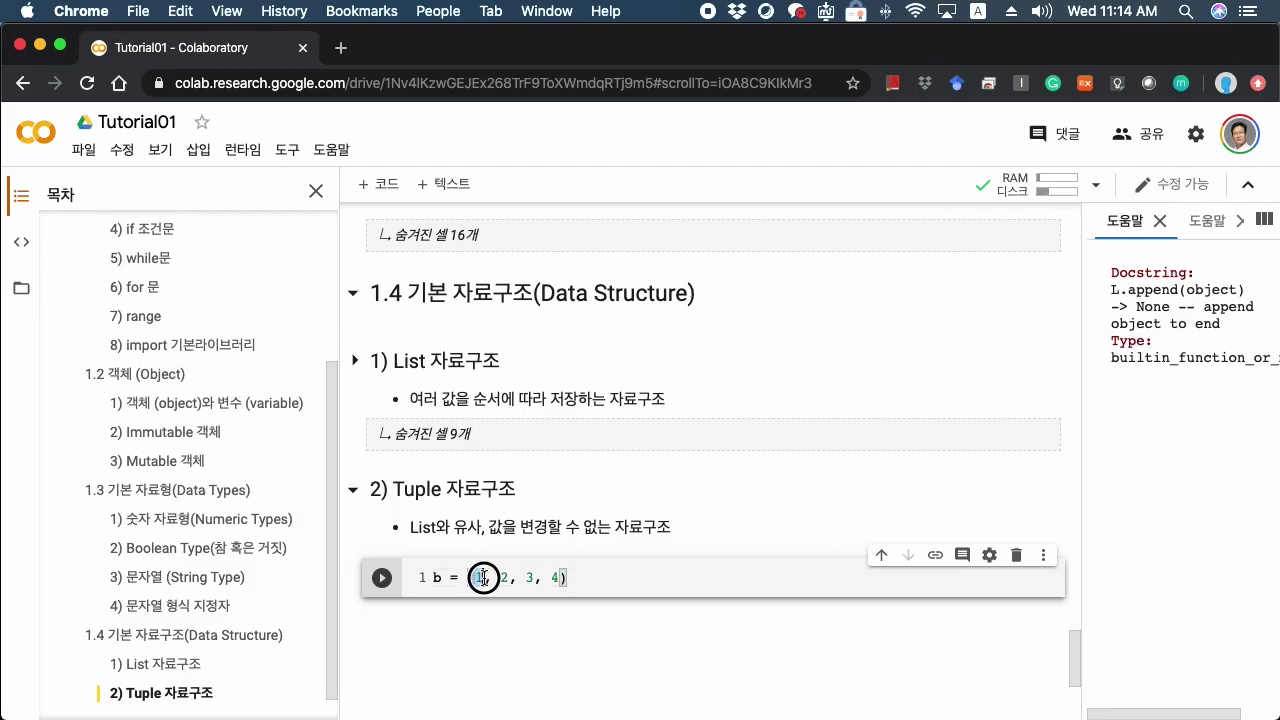 Chrome File Edit View History Bookmarks People Tab Window Help
A Wed 11:14 AM
Tutorial01 - Colaboratory
colab.research.google.com/drive/1Nv4lKzwGEJEx268TrF9ToXWmdqRTj9m5#scrollTo=iOA8C9KIkMr3
Tutorial01
댓글 공유
파일 수정 보기 삽입 런타임 도구 도움말
목차
+ 코드 + 텍스트
RAM
디스크
수정 가능
4) if 조건문
5) while문
6) for 문
7) range
8) import 기본라이브러리
1.2 객체 (Object)
1) 객체 (object)와 변수 (variable)
2) Immutable 객체
3) Mutable 객체
1.3 기본 자료형(Data Types)
1) 숫자 자료형(Numeric Types)
2) Boolean Type(참 혹은 거짓)
3) 문자열 (String Type)
4) 문자열 형식 지정자
1.4 기본 자료구조(Data Structure)
1) List 자료구조
2) Tuple 자료구조
숨겨진 셀 16개
1.4 기본 자료구조(Data Structure)
1) List 자료구조
• 여러 값을 순서에 따라 저장하는 자료구조
숨겨진 셀 9개
2) Tuple 자료구조
• List와 유사, 값을 변경할 수 없는 자료구조
1 b = (1, 2, 3, 4)
도움말 도움말
Docstring:
L.append(object)
-> None -- append
object to end
Type:
builtin_function_or_